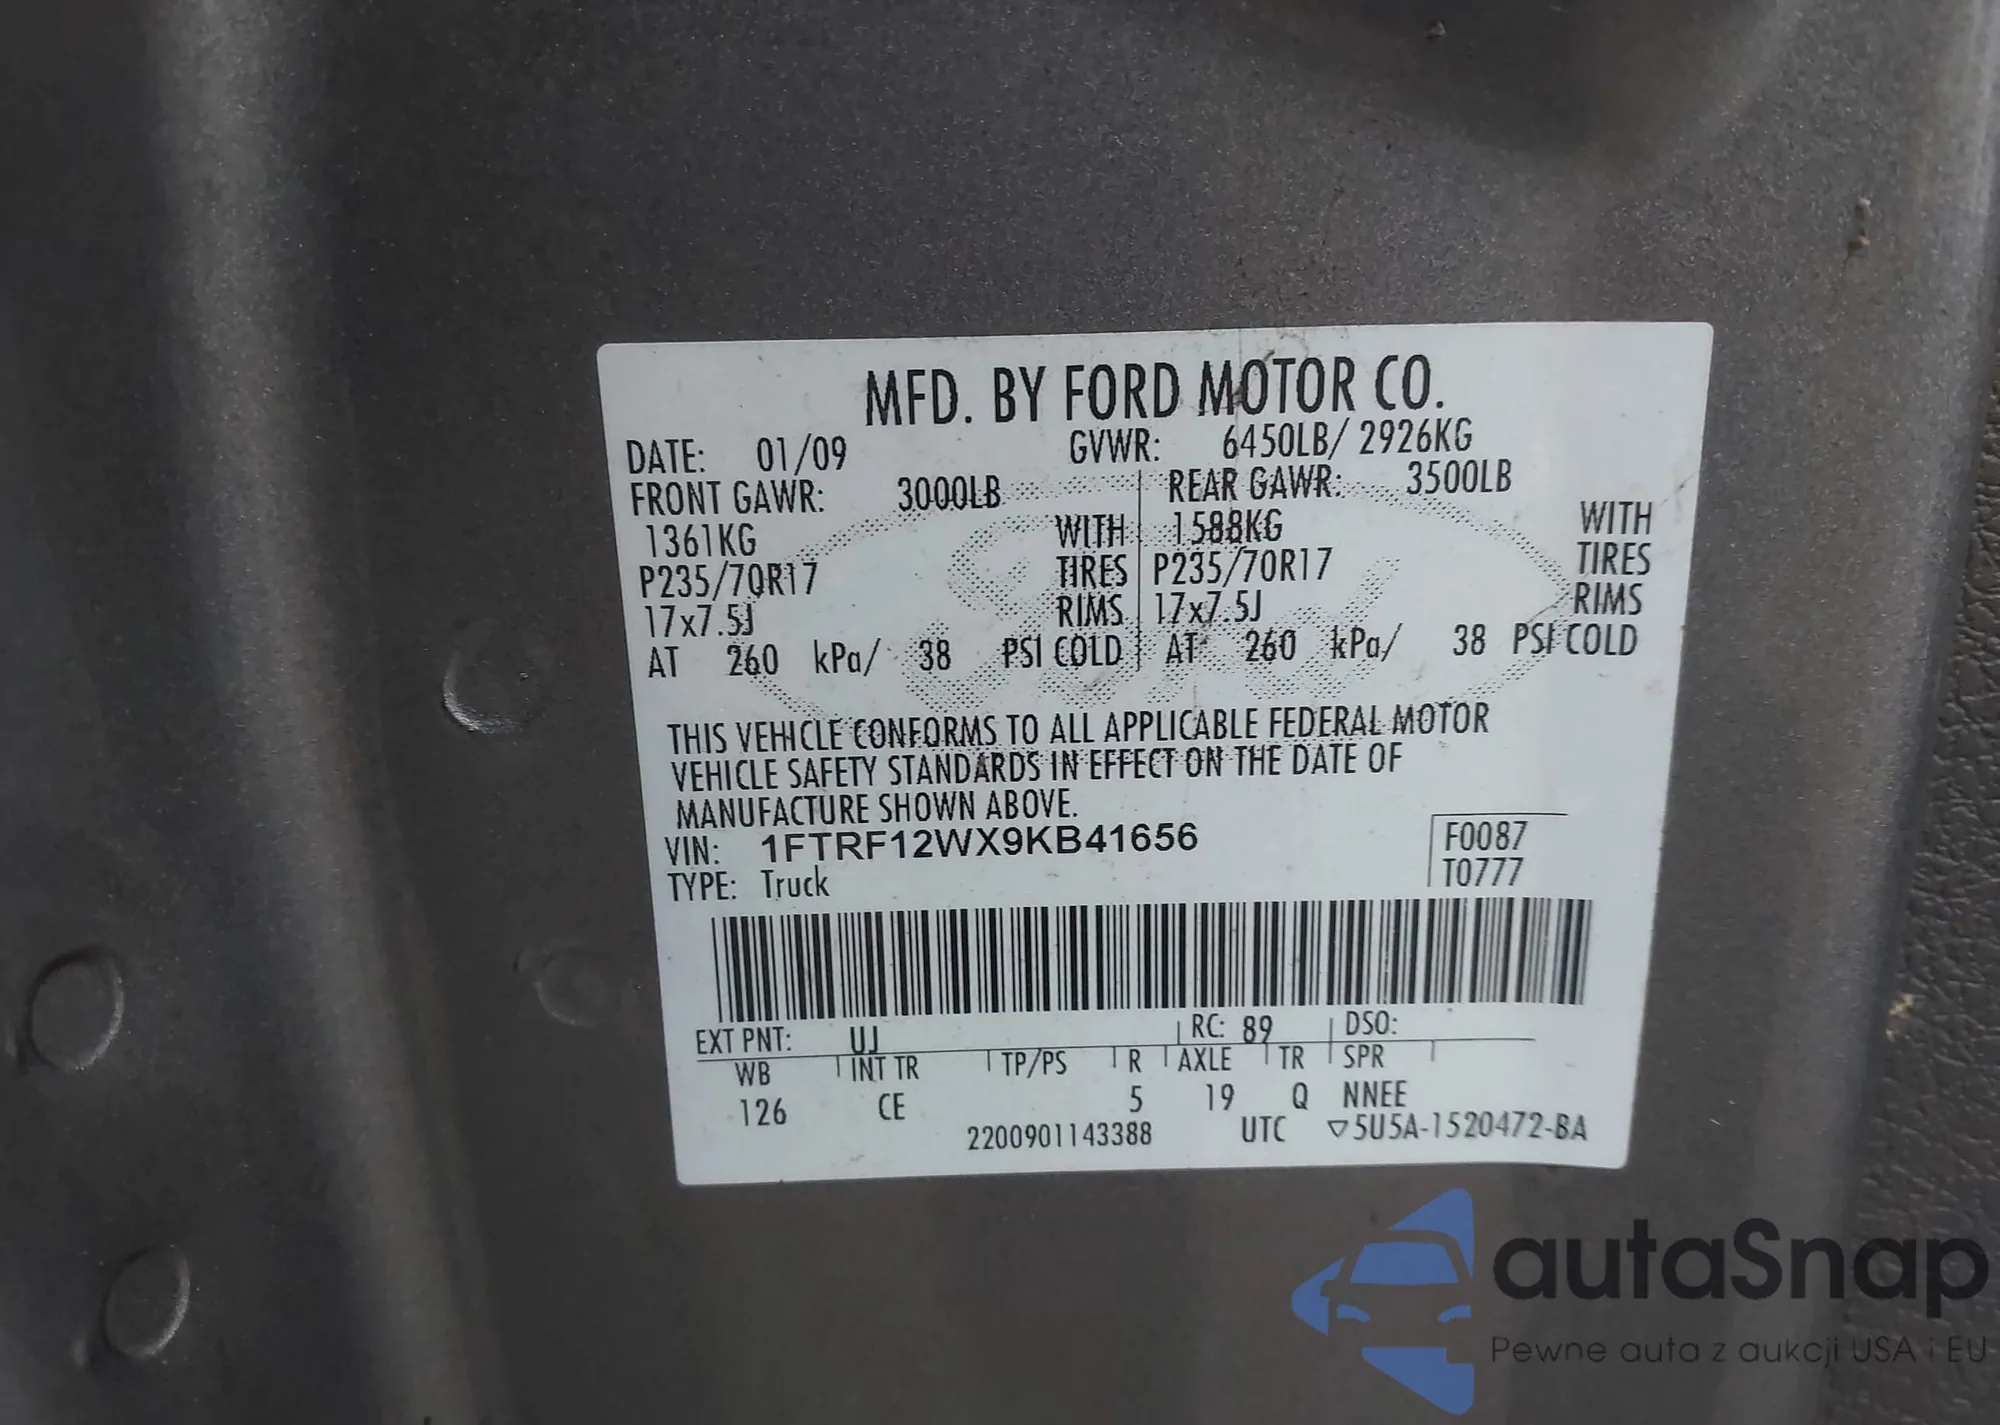 MFD. BY FORD MOTOR CO.
DATE: 01/09 GVWR: 6450LB/ 2926KG
FRONT GAWR: 3000LB REAR GAWR: 3500LB
1361KG WITH 1588KG WITH
P235/70R17 TIRES P235/70R17 TIRES
17x7.5J RIMS 17x7.5J RIMS
AT 260 kPa/ 38 PSI COLD AT 260 kPa/ 38 PSI COLD
THIS VEHICLE CONFORMS TO ALL APPLICABLE FEDERAL MOTOR
VEHICLE SAFETY STANDARDS IN EFFECT ON THE DATE OF
MANUFACTURE SHOWN ABOVE.
VIN: 1FTRF12WX9KB41656 F0087
TYPE: Truck T0777
EXT PNT: UJ RC: 89 DSO:
WB INT TR TP/PS R AXLE TR SPR
126 CE 5 19 Q NNEE
2200901143388 UTC ▽5U5A-1520472-BA
autaSnap
Pewne auta z aukcji USA i EU